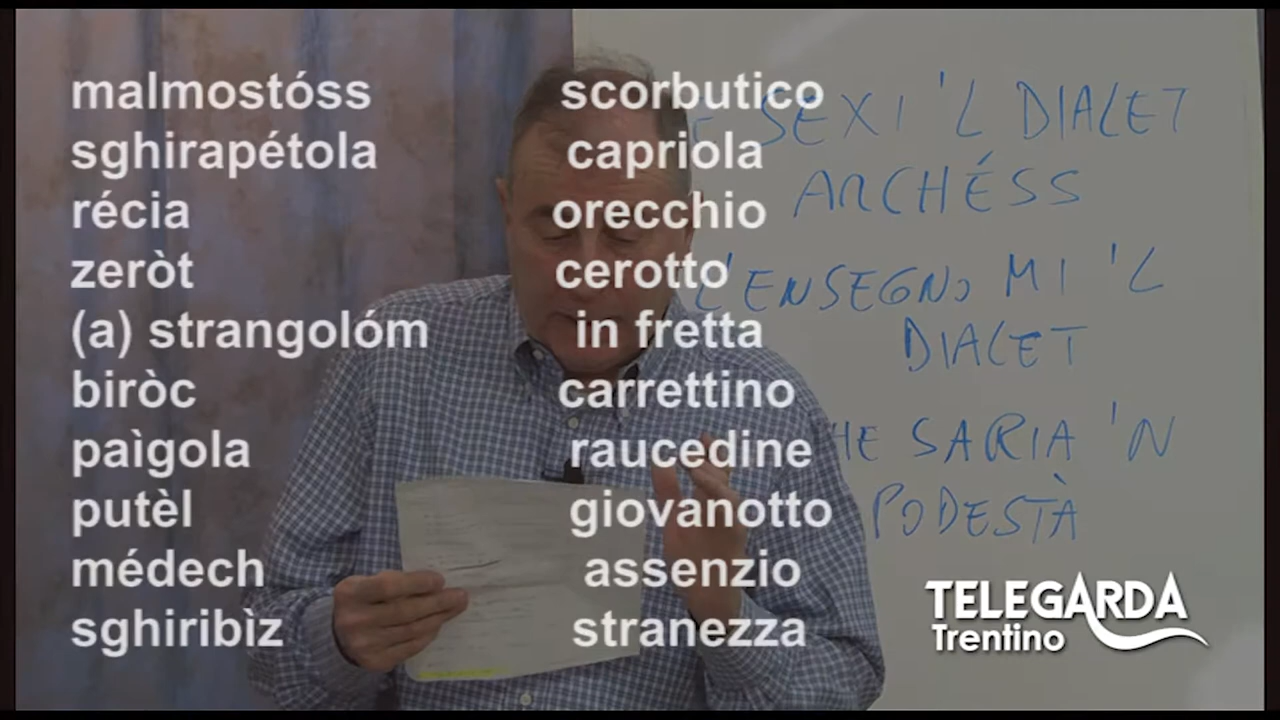 malmostóss scorbutico
sghirapétola capriola
récia orecchio
zeròt cerotto
(a) strangolóm in fretta
biròc carrettino
paìgola raucedine
putèl giovanotto
médech assenzio
sghiribìz stranezza
SEXI 'L DIALET
ARCHÉSS
L'ENSEGNO MI 'L
DIALET
HE SARIA 'N
PODESTÀ
TELEGARDA
Trentino